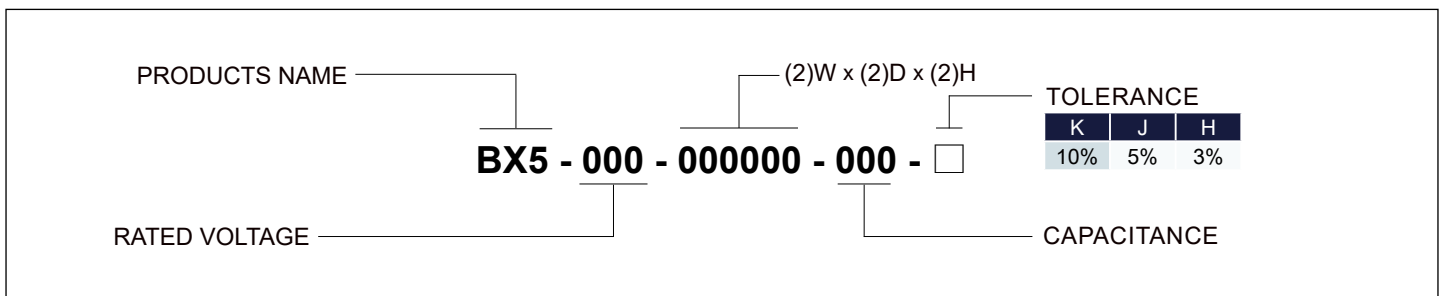 PRODUCTS NAME
(2)W x (2)D x (2)H
TOLERANCE
K J H
10% 5% 3%
BX5 - 000 - 000000 - 000 - □
RATED VOLTAGE
CAPACITANCE